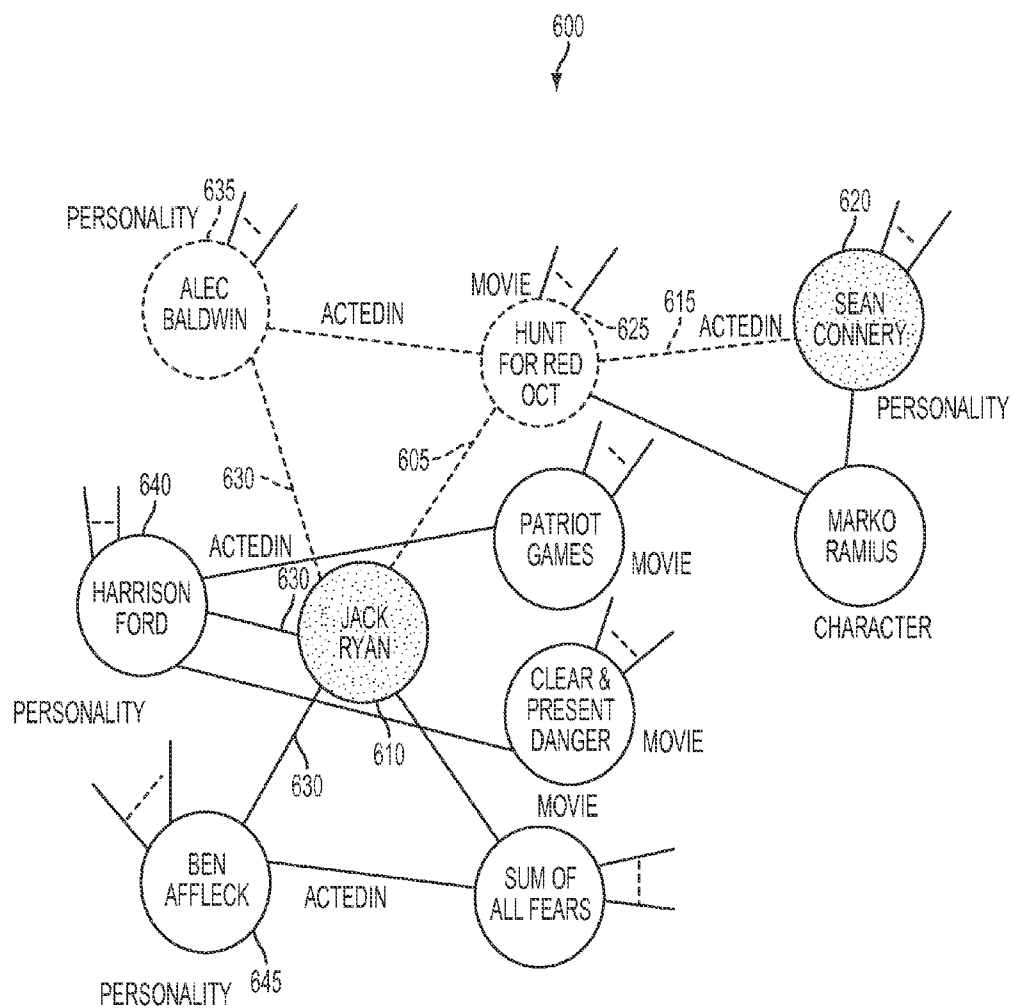 600
635
PERSONALITY
620
ALEC
BALDWIN
ACTEDIN
MOVIE
625
615
ACTEDIN
HUNT
FOR RED
OCT
SEAN
CONNERY
PERSONALITY
605
630
640
ACTEDIN
630
PATRIOT
GAMES
MOVIE
MARKO
RAMIUS
CHARACTER
HARRISON
FORD
JACK
RYAN
PERSONALITY
610
630
CLEAR &
PRESENT
DANGER
MOVIE
MOVIE
BEN
AFFLECK
ACTEDIN
SUM OF
ALL FEARS
PERSONALITY
645